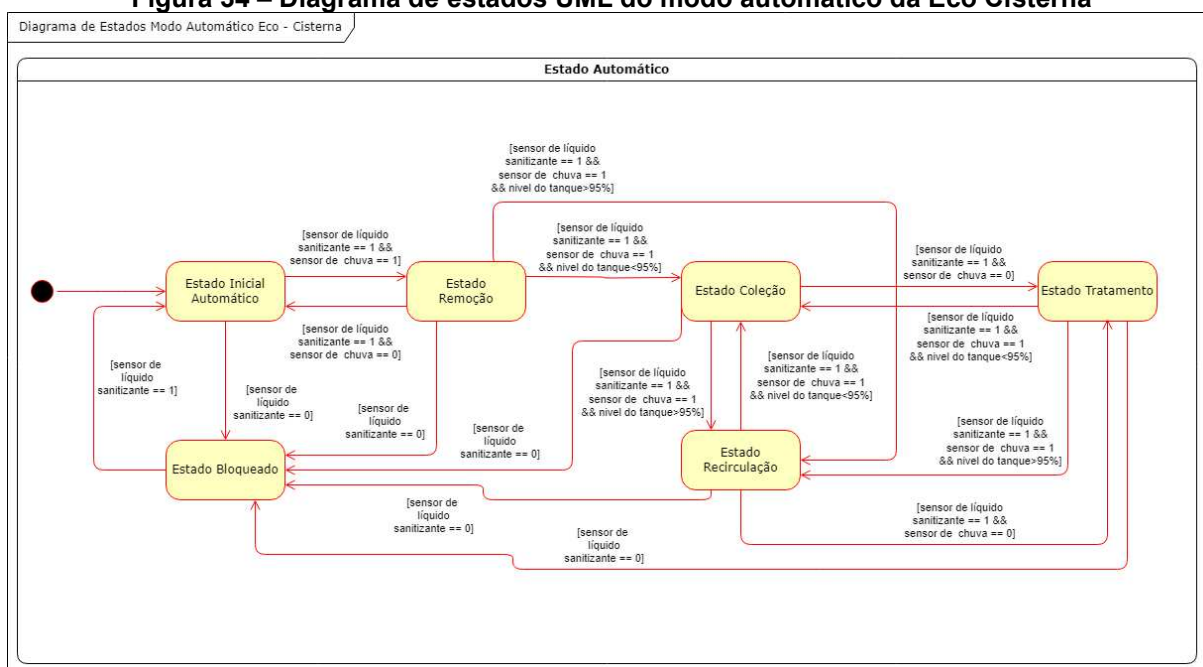 Figura 34 – Diagrama de estados UML do modo automático da Eco Cisterna
Diagrama de Estados Modo Automático Eco - Cisterna
Estado Automático
[sensor de líquido
sanitizante == 1 &&
sensor de chuva == 1
&& nivel do tanque>95%]
[sensor de líquido
sanitizante == 1 &&
sensor de chuva == 1]
[sensor de líquido
sanitizante == 1 &&
sensor de chuva == 1
&& nivel do tanque<95%]
[sensor de líquido
sanitizante == 1 &&
sensor de chuva == 0]
Estado Inicial
Automático
Estado
Remoção
Estado Coleção
Estado Tratamento
[sensor de líquido
sanitizante == 1 &&
sensor de chuva == 0]
[sensor de líquido
sanitizante == 1 &&
sensor de chuva == 1
&& nivel do tanque<95%]
[sensor de
líquido
sanitizante == 1]
[sensor de
líquido
sanitizante == 0]
[sensor de
líquido
sanitizante == 0]
[sensor de líquido
sanitizante == 1 &&
sensor de chuva == 1
&& nivel do tanque>95%]
[sensor de líquido
sanitizante == 1 &&
sensor de chuva == 1
&& nivel do tanque<95%]
[sensor de
líquido
sanitizante == 0]
[sensor de líquido
sanitizante == 1 &&
sensor de chuva == 1
&& nivel do tanque>95%]
Estado Bloqueado
Estado
Recirculação
[sensor de
líquido
sanitizante == 0]
[sensor de
líquido
sanitizante == 0]
[sensor de líquido
sanitizante == 1 &&
sensor de chuva == 0]